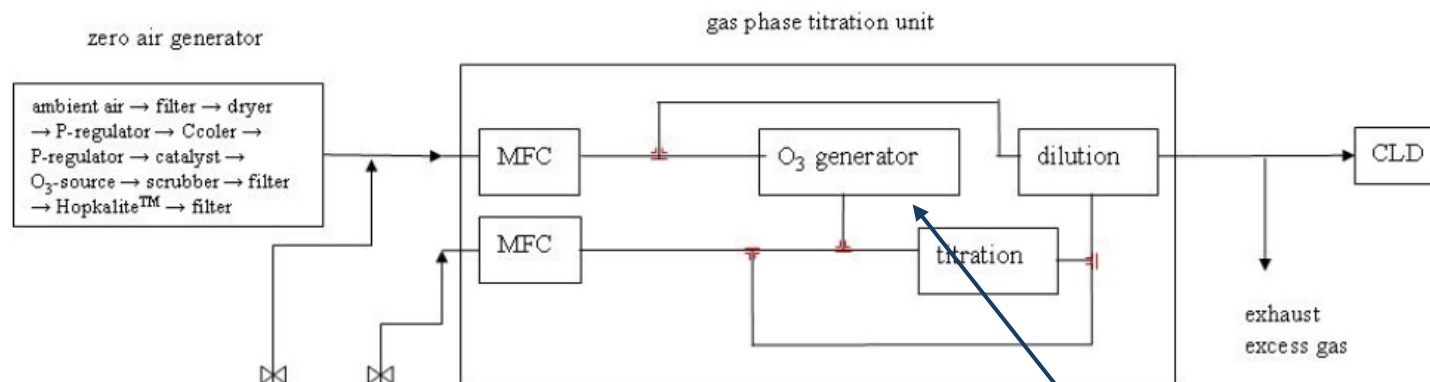 gas phase titration unit
zero air generator
ambient air → filter → dryer
→ P-regulator → Ccoler →
P-regulator → catalyst →
O₃-source → scrubber → filter
→ Hopkalite™ → filter
MFC
O₃ generator
dilution
CLD
MFC
titration
exhaust
excess gas